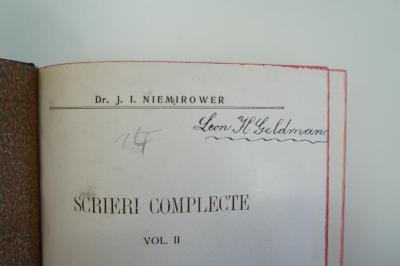 Dr. J. I. NIEMIROWER
Leon H. Geldman
SCRIERI COMPLECTE
VOL. II